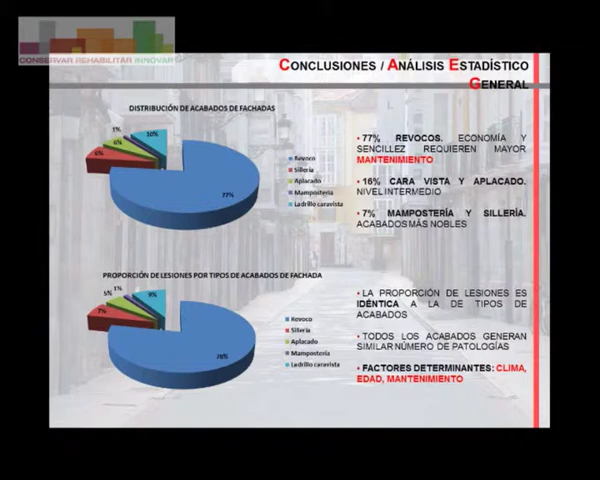 CONSERVAR REHABILITAR INNOVAR
CONCLUSIONES / ANÁLISIS ESTADÍSTICO
GENERAL
DISTRIBUCIÓN DE ACABADOS DE FACHADAS
1%
10%
6%
6%
77%
Revoco
Sillería
Aplacado
Mampostería
Ladrillo caravista
▪ 77% REVOCOS. ECONOMÍA Y
SENCILLEZ REQUIEREN MAYOR
MANTENIMIENTO
▪ 16% CARA VISTA Y APLACADO.
NIVEL INTERMEDIO
▪ 7% MAMPOSTERÍA Y SILLERÍA.
ACABADOS MÁS NOBLES
PROPORCIÓN DE LESIONES POR TIPOS DE ACABADOS DE FACHADA
1%
5%
9%
7%
78%
Revoco
Sillería
Aplacado
Mampostería
Ladrillo caravista
▪ LA PROPORCIÓN DE LESIONES ES
IDÉNTICA A LA DE TIPOS DE
ACABADOS
▪ TODOS LOS ACABADOS GENERAN
SIMILAR NÚMERO DE PATOLOGÍAS
▪ FACTORES DETERMINANTES: CLIMA,
EDAD, MANTENIMIENTO